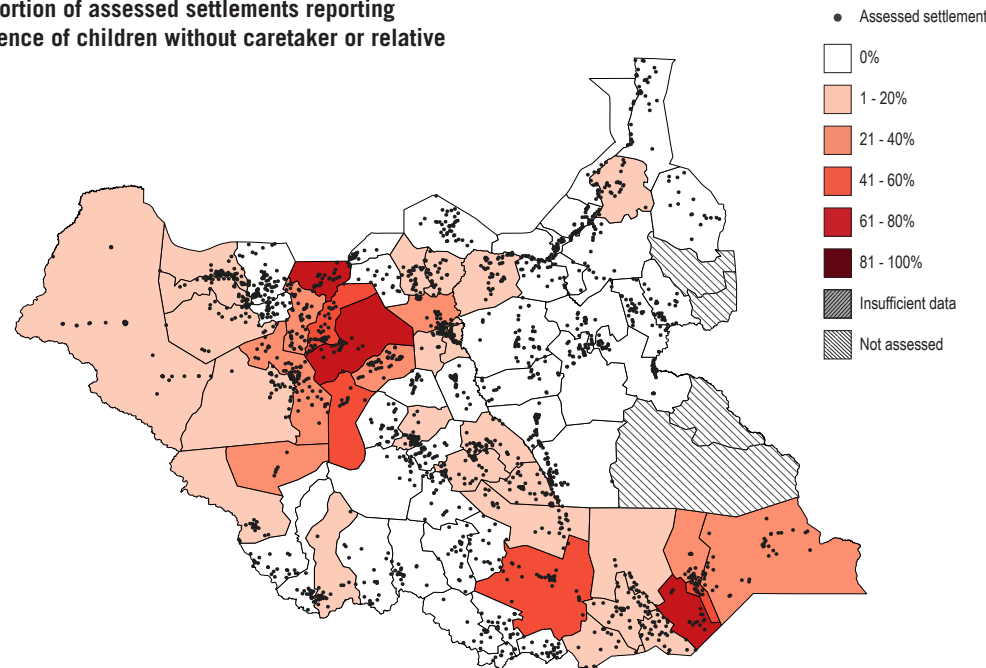 ortion of assessed settlements reporting
ence of children without caretaker or relative
Assessed settlement
0%
1 - 20%
21 - 40%
41 - 60%
61 - 80%
81 - 100%
Insufficient data
Not assessed